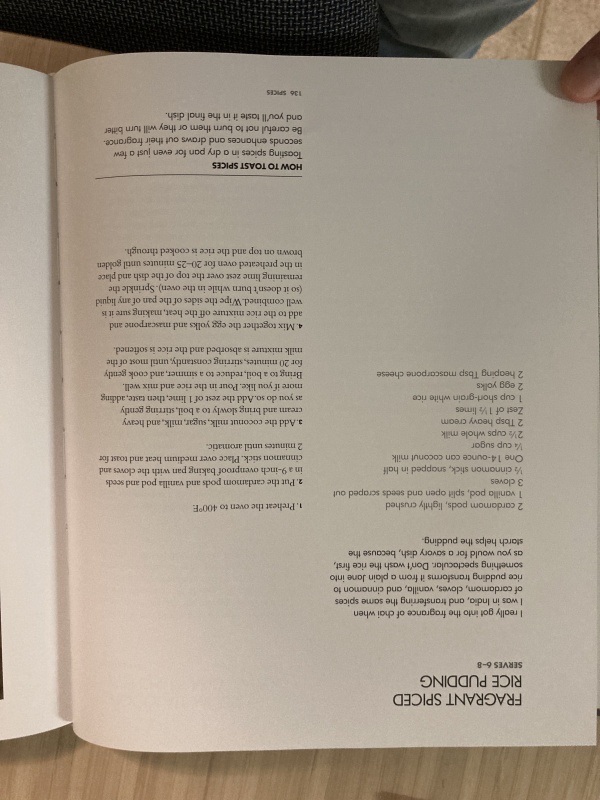 FRAGRANT SPICED
RICE PUDDING
SERVES 6–8
I really got into the fragrance of chai when
I was in India, and transferring the same spices
of cardamom, cloves, vanilla, and cinnamon to
rice pudding transforms it from a plain Jane into
something spectacular. Don't wash the rice first,
as you would for a savory dish, because the
starch helps the pudding.
2 cardamom pods, lightly crushed
1 vanilla pod, split open and seeds scraped out
3 cloves
½ cinnamon stick, snapped in half
One 14-ounce can coconut milk
¼ cup sugar
2½ cups whole milk
2 Tbsp heavy cream
Zest of 1½ limes
1 cup short-grain white rice
2 egg yolks
2 heaping Tbsp mascarpone cheese
1. Preheat the oven to 400°F.
2. Put the cardamom pods and vanilla pod and seeds
in a 9-inch ovenproof baking pan with the cloves and
cinnamon stick. Place over medium heat and toast for
2 minutes until aromatic.
3. Add the coconut milk, sugar, milk, and heavy
cream and bring slowly to a boil, stirring gently
as you do so. Add the zest of 1 lime, then taste, adding
more if you like. Pour in the rice and mix well.
Bring to a boil, reduce to a simmer, and cook gently
for 20 minutes, stirring constantly, until most of the
milk mixture is absorbed and the rice is softened.
4. Mix together the egg yolks and mascarpone and
add to the rice mixture off the heat, making sure it is
well combined. Wipe the sides of the pan of any liquid
(so it doesn't burn while in the oven). Sprinkle the
remaining lime zest over the top of the dish and place
in the preheated oven for 20–25 minutes until golden
brown on top and the rice is cooked through.
HOW TO TOAST SPICES
Toasting spices in a dry pan for even just a few
seconds enhances and draws out their fragrance.
Be careful not to burn them or they will turn bitter
and you'll taste it in the final dish.
136 SPICES